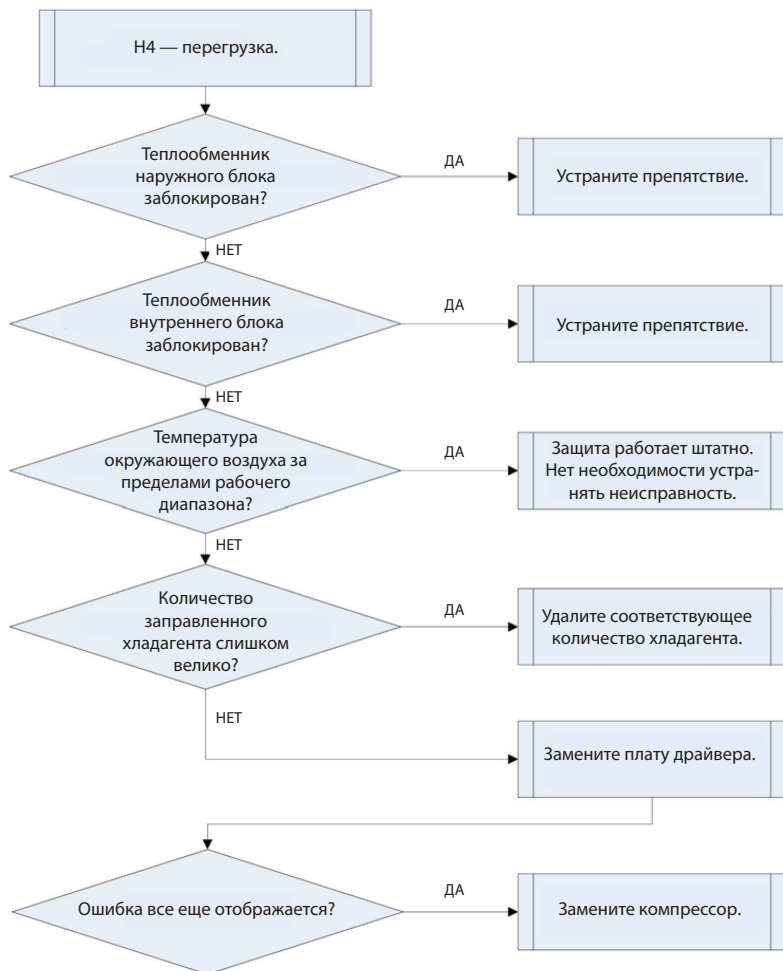 H4 — перегрузка.
Теплообменник
наружного блока
заблокирован?
ДА
Устраните препятствие.
НЕТ
Теплообменник
внутреннего блока
заблокирован?
ДА
Устраните препятствие.
НЕТ
Температура
окружающего воздуха за
пределами рабочего
диапазона?
ДА
Защита работает штатно.
Нет необходимости устра-
нять неисправность.
НЕТ
Количество
заправленного
хладагента слишком
велико?
ДА
Удалите соответствующее
количество хладагента.
НЕТ
Замените плату драйвера.
Ошибка все еще отображается?
ДА
Замените компрессор.